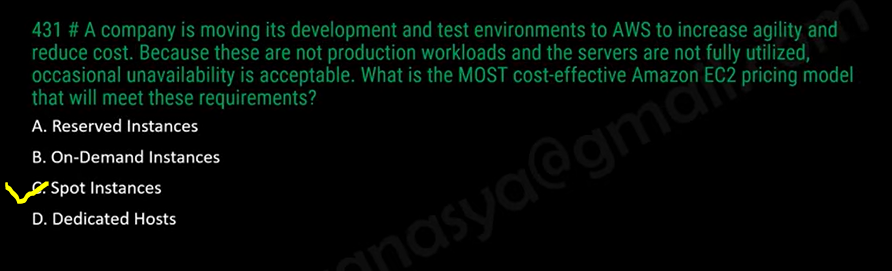 431 # A company is moving its development and test environments to AWS to increase agility and
reduce cost. Because these are not production workloads and the servers are not fully utilized,
occasional unavailability is acceptable. What is the MOST cost-effective Amazon EC2 pricing model
that will meet these requirements?
A. Reserved Instances
B. On-Demand Instances
C. Spot Instances
D. Dedicated Hosts